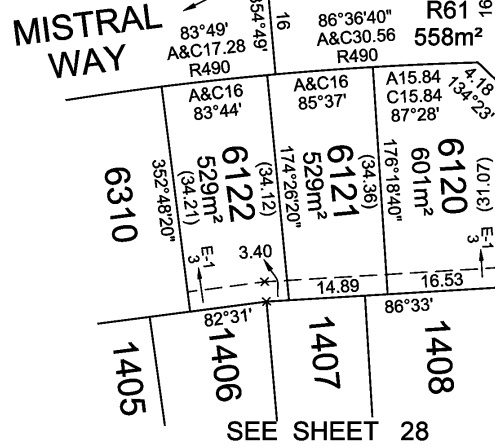 MISTRAL
WAY
83°49'
A&C17.28
R490
354°49'
16
86°36'40"
A&C30.56
R490
R61
558m²
16
A&C16
83°44'
A&C16
85°37'
A15.84
C15.84
87°28'
4.18
134°23'
6310
352°48'20"
(34.21)
529m²
6122
(34.12)
174°26'20"
529m²
6121
(34.36)
176°18'40"
601m²
6120
(31.07)
E-1
3
3.40
E-1
3
14.89
16.53
82°31'
86°33'
1405
1406
1407
1408
SEE SHEET 28